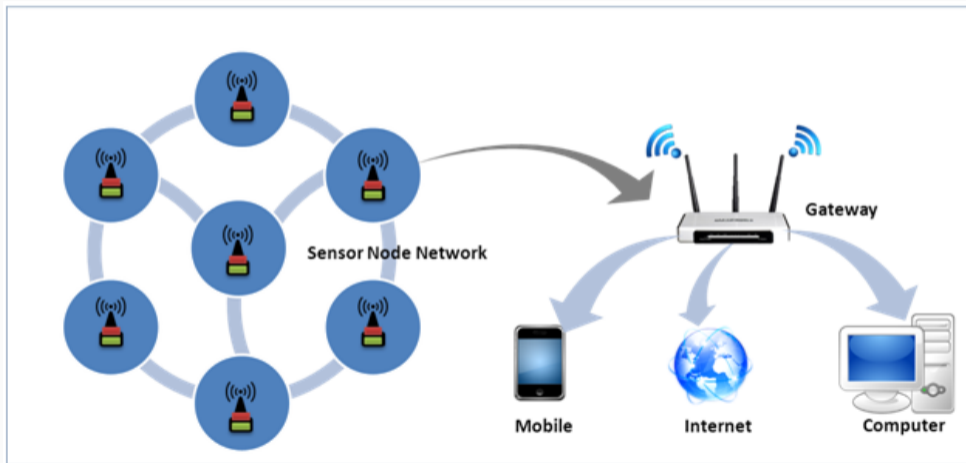 Sensor Node Network
Gateway
Mobile
Internet
Computer